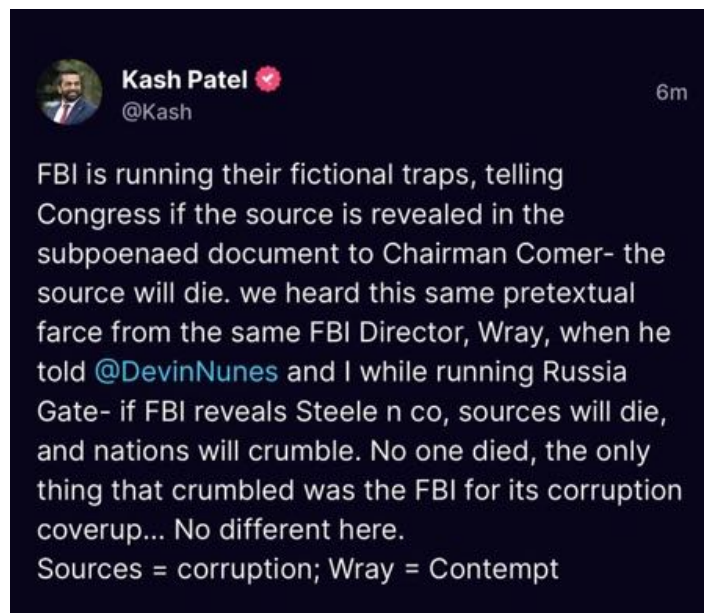 Kash Patel
@Kash
6m
FBI is running their fictional traps, telling
Congress if the source is revealed in the
subpoenaed document to Chairman Comer- the
source will die. we heard this same pretextual
farce from the same FBI Director, Wray, when he
told @DevinNunes and I while running Russia
Gate- if FBI reveals Steele n co, sources will die,
and nations will crumble. No one died, the only
thing that crumbled was the FBI for its corruption
coverup... No different here.
Sources = corruption; Wray = Contempt